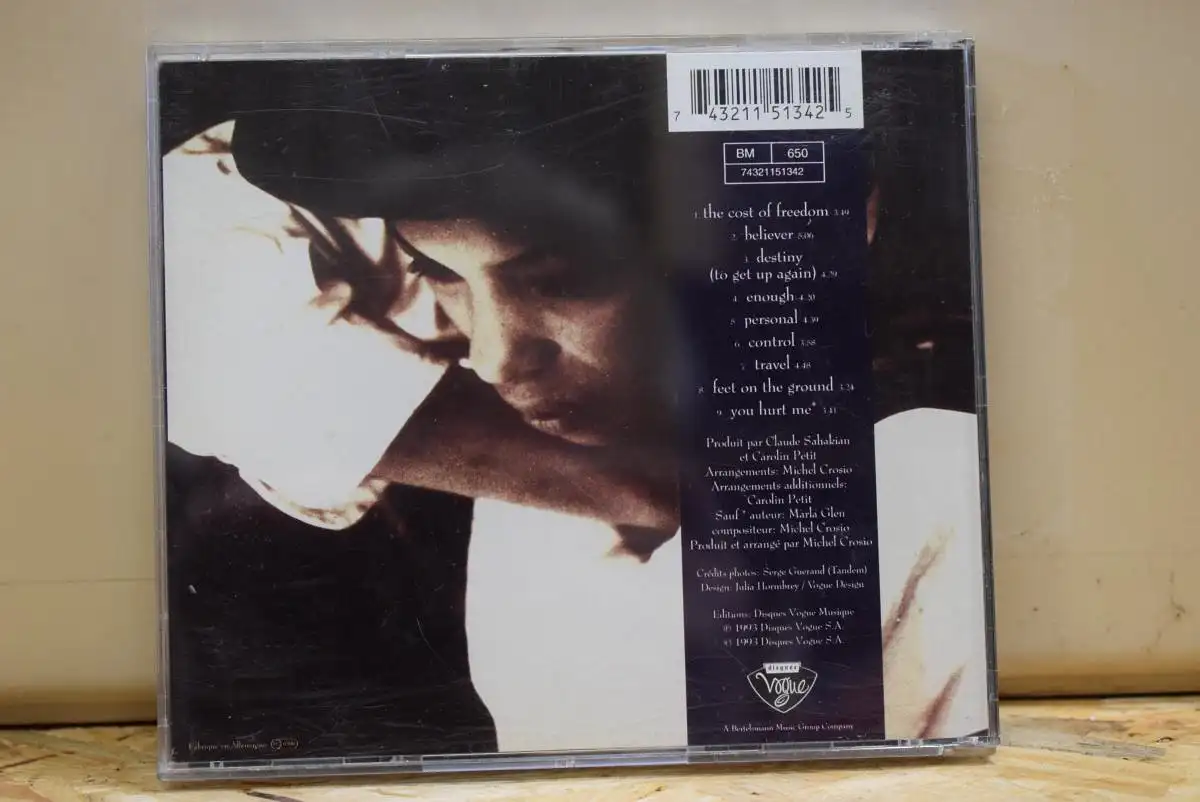 7 43211 51342 5
BM 650
74321151342
1. the cost of freedom 3.49
2. believer 5.06
3. destiny
(to get up again) 4.29
4. enough 4.20
5. personal 4.39
6. control 3.58
7. travel 4.48
8. feet on the ground 3.24
9. you hurt me* 3.41
Produit par Claude Sahakian
et Carolin Petit
Arrangements: Michel Crosio
Arrangements additionnels:
Carolin Petit
Sauf * auteur: Marla Glen
compositeur: Michel Crosio
Produit et arrangé par Michel Crosio
Crédits photos: Serge Guerand (Tandem)
Design: Julia Hornbrey / Vogue Design
Editions: Disques Vogue Musique
℗ 1993 Disques Vogue S.A.
© 1993 Disques Vogue S.A.
disques
Vogue
A Bertelsmann Music Group Company
Fabriqué en Allemagne